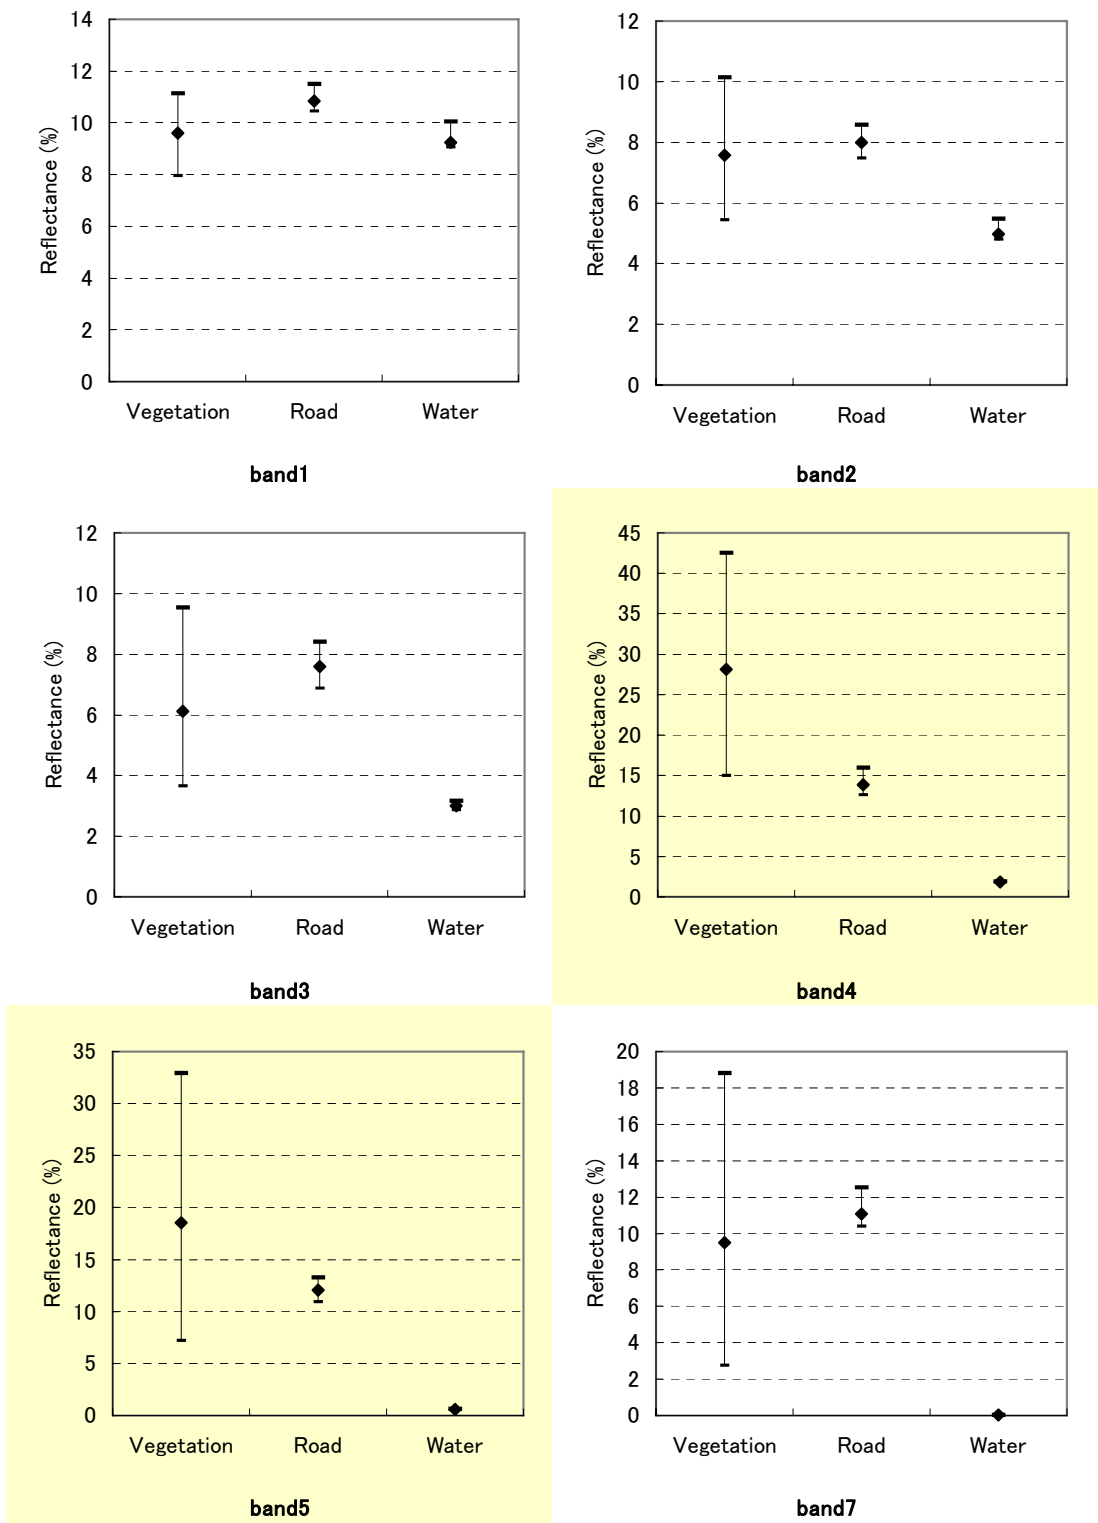 14
12
10
8
6
4
2
0
Reflectance (%)
Vegetation Road Water
band1
12
10
8
6
4
2
0
Reflectance (%)
Vegetation Road Water
band2
12
10
8
6
4
2
0
Reflectance (%)
Vegetation Road Water
band3
45
40
35
30
25
20
15
10
5
0
Reflectance (%)
Vegetation Road Water
band4
35
30
25
20
15
10
5
0
Reflectance (%)
Vegetation Road Water
band5
20
18
16
14
12
10
8
6
4
2
0
Reflectance (%)
Vegetation Road Water
band7